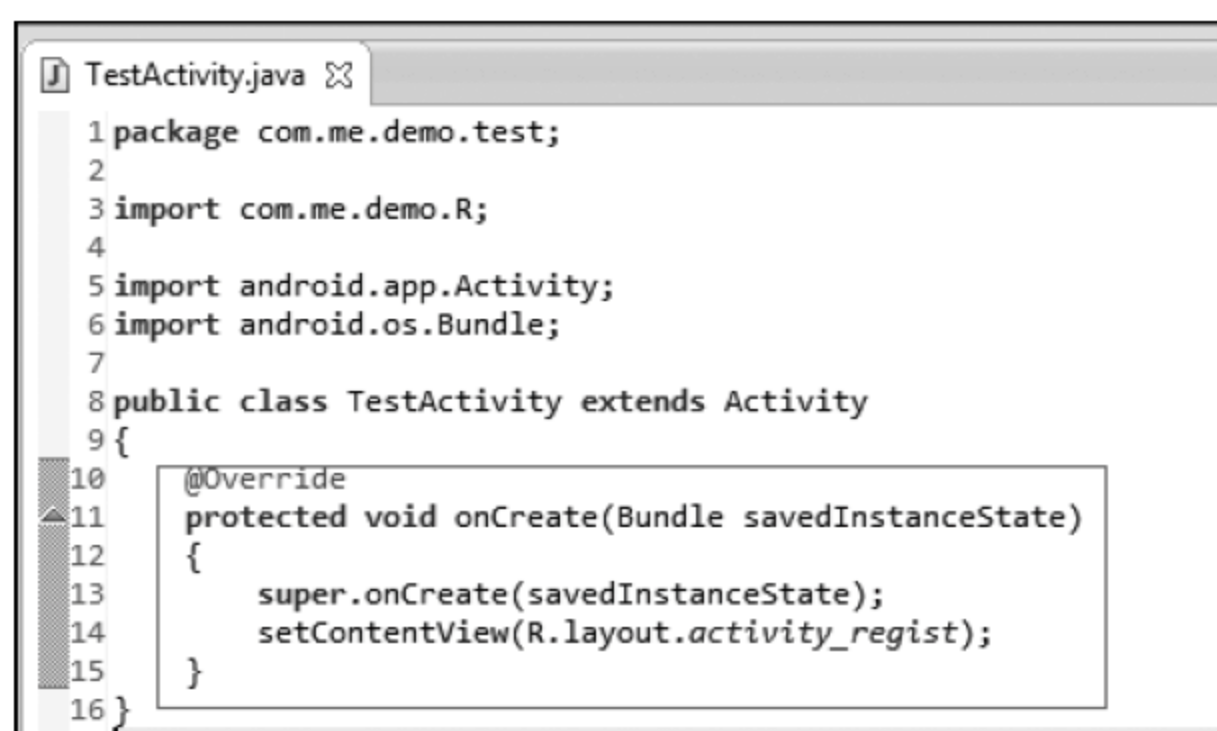 TestActivity.java
1 package com.me.demo.test;
2
3 import com.me.demo.R;
4
5 import android.app.Activity;
6 import android.os.Bundle;
7
8 public class TestActivity extends Activity
9 {
10 @Override
11 protected void onCreate(Bundle savedInstanceState)
12 {
13 super.onCreate(savedInstanceState);
14 setContentView(R.layout.activity_regist);
15 }
16 }